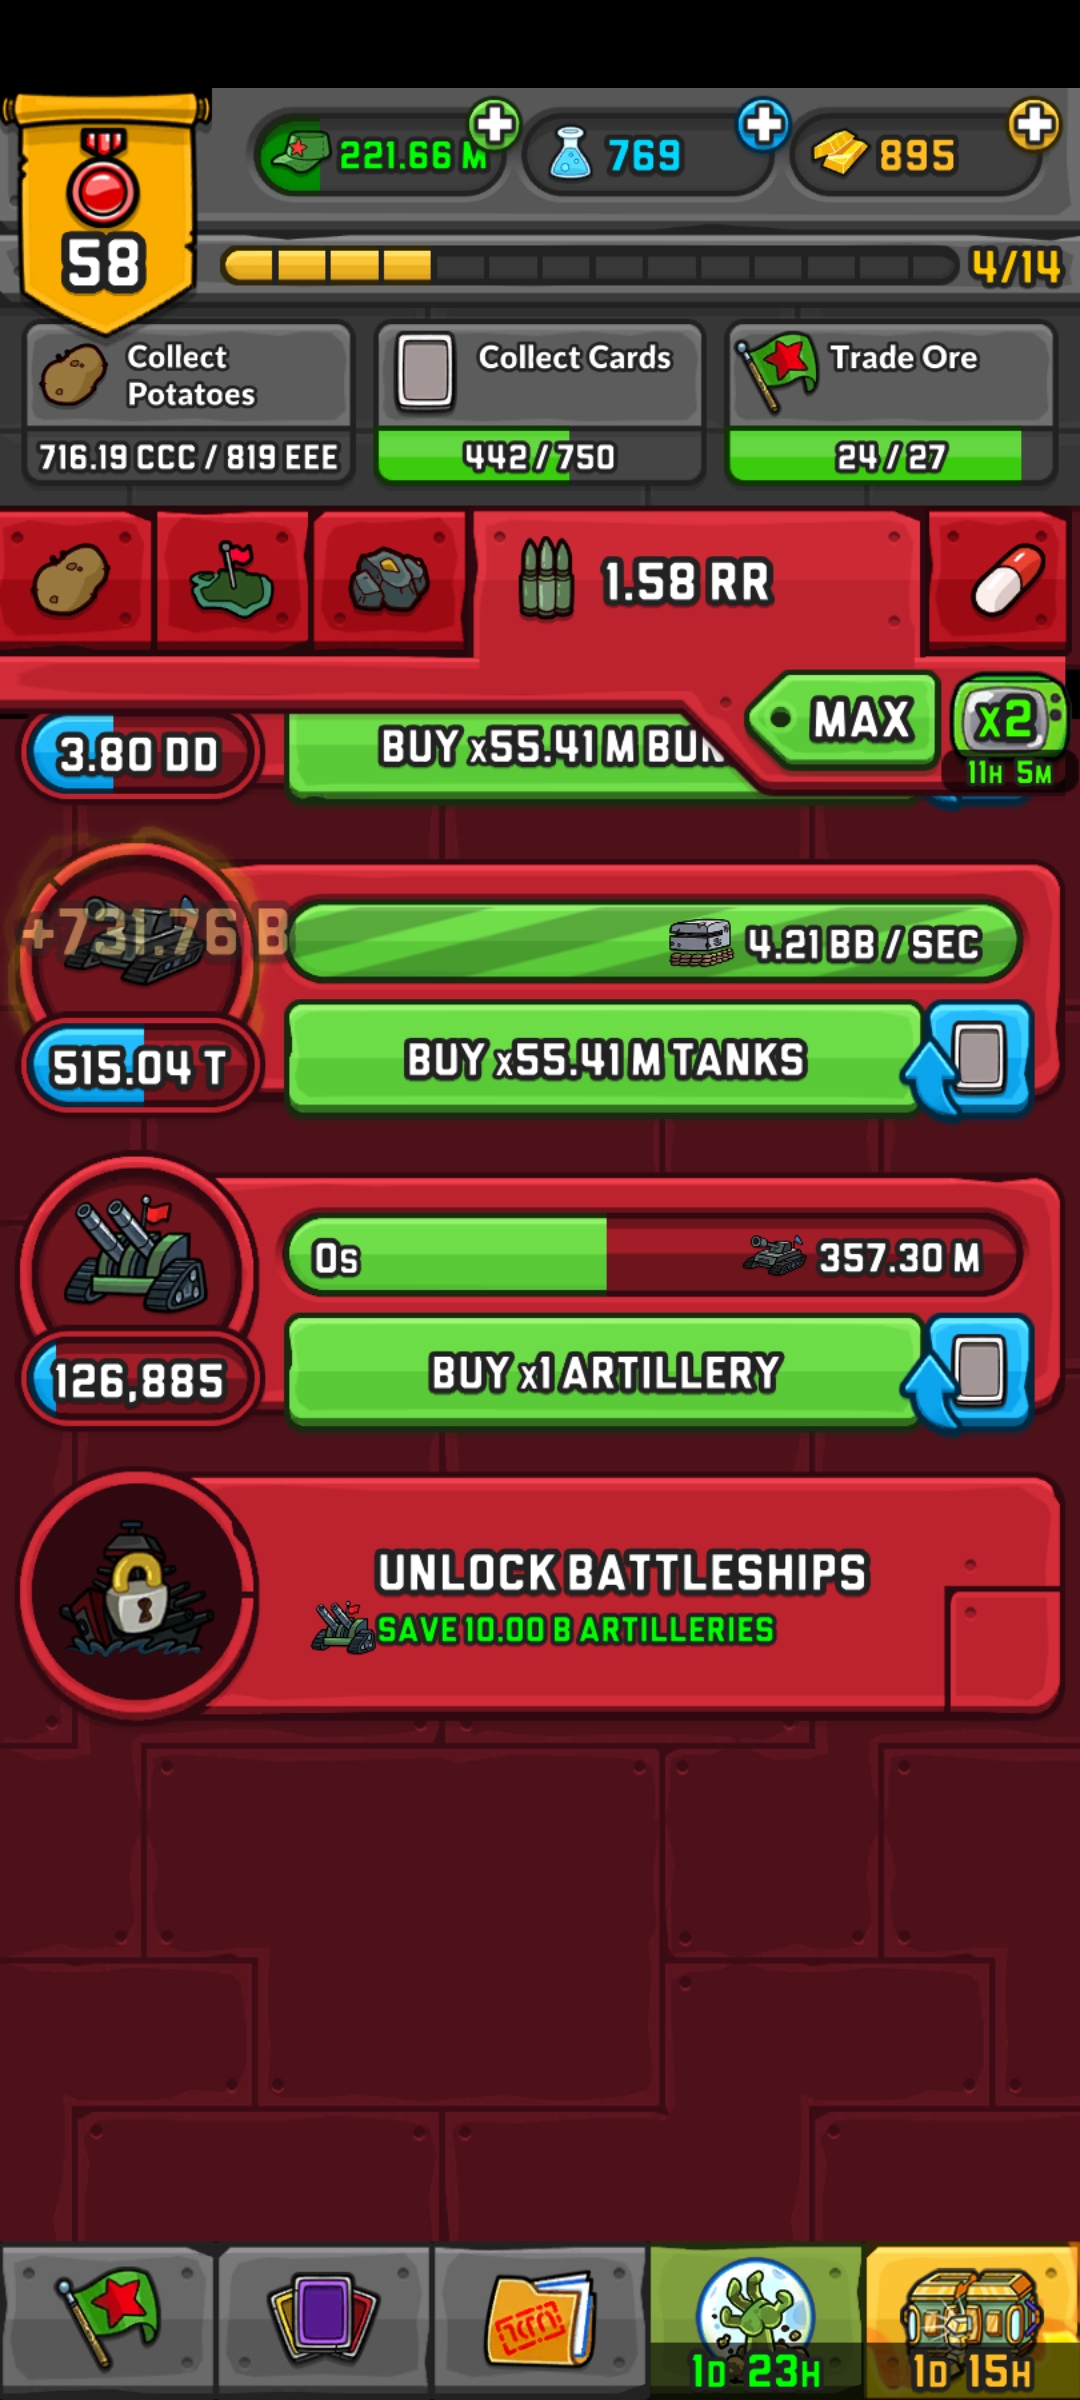 58
221.66 M
769
895
4/14
Collect
Potatoes
716.19 CCC / 819 EEE
Collect Cards
442/750
Trade Ore
24/27
1.58 RR
MAX
x2
11H 5M
3.80 DD
BUY x55.41 M
+731.76 B
4.21 BB / SEC
515.04 T
BUY x55.41 M TANKS
0s
357.30 M
126,885
BUY x1 ARTILLERY
UNLOCK BATTLESHIPS
SAVE 10.00 B ARTILLERIES
1D 23H
1D 15H